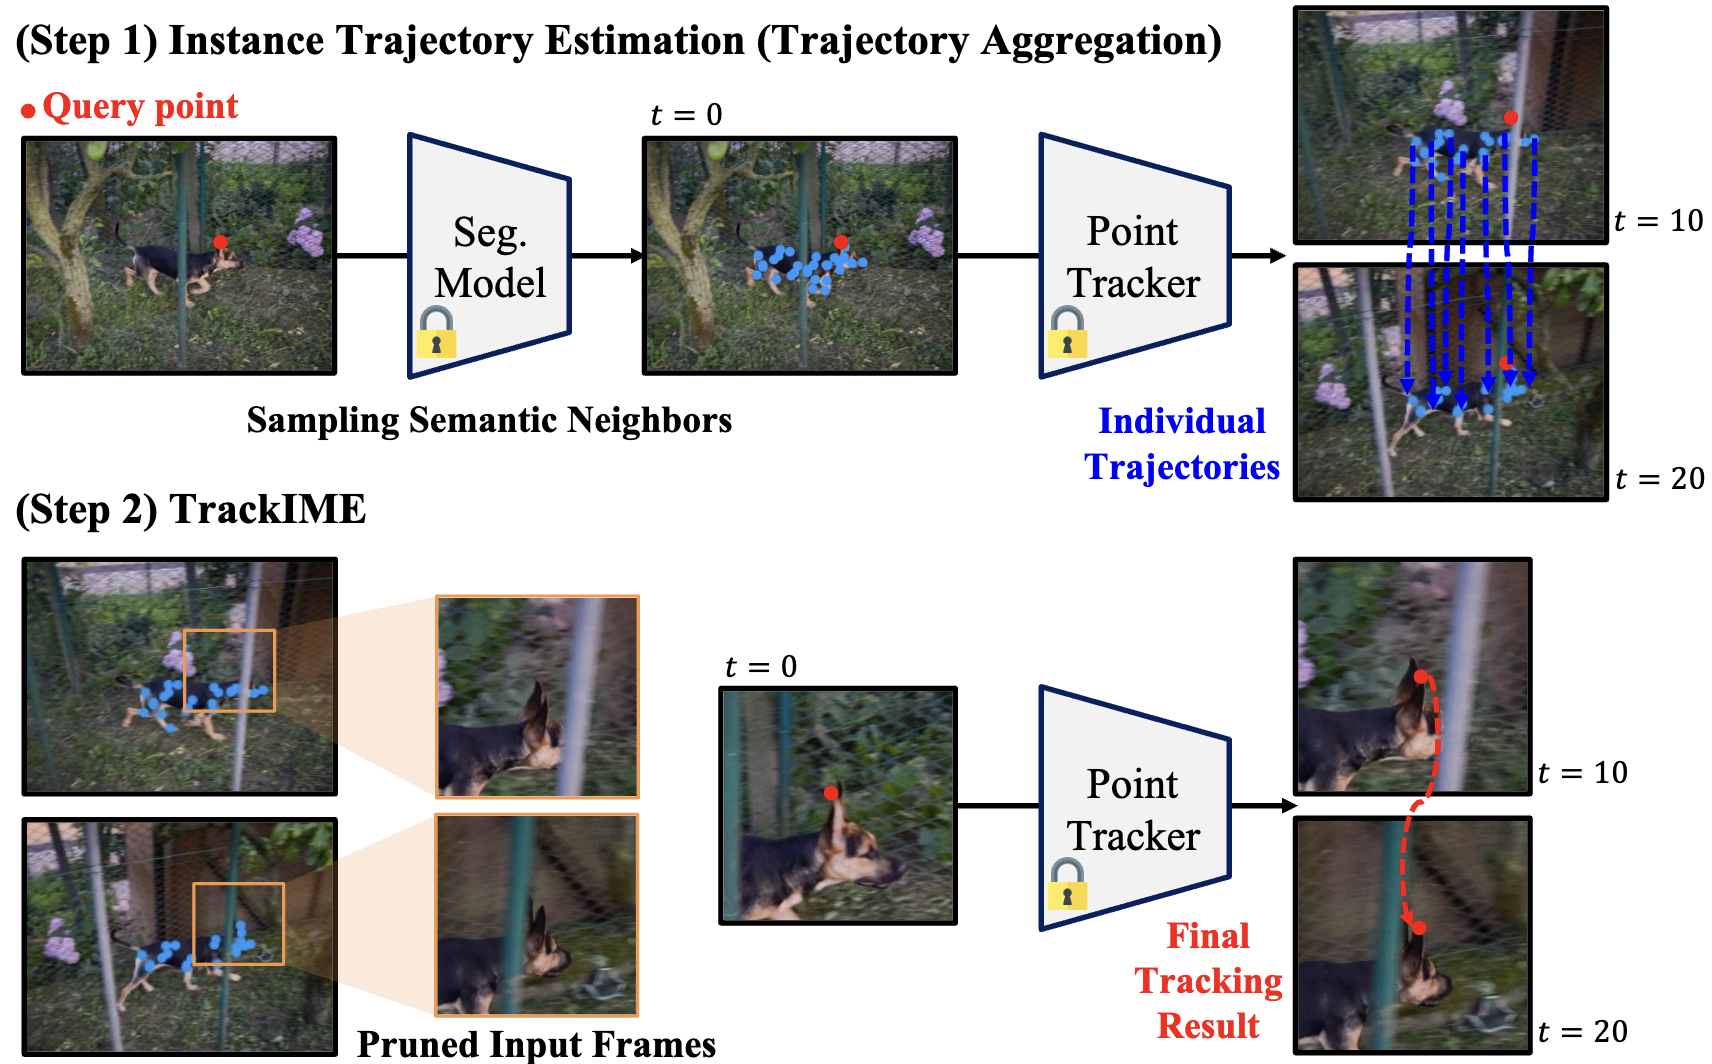 (Step 1) Instance Trajectory Estimation (Trajectory Aggregation)
Query point
t = 0
Seg.
Model
Point
Tracker
t = 10
t = 20
Sampling Semantic Neighbors
Individual
Trajectories
(Step 2) TrackIME
t = 0
Point
Tracker
t = 10
t = 20
Final
Tracking
Result
Pruned Input Frames